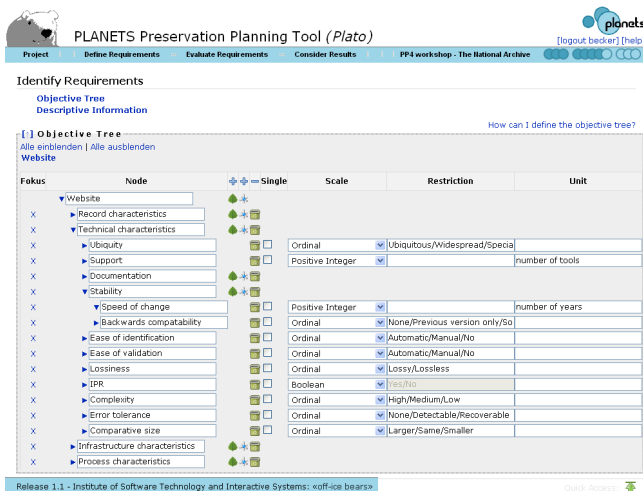 planets
PLANETS Preservation Planning Tool (Plato)
[logout becker] [help
Project Define Requirements Evaluate Requirements Consider Results PP4 workshop - The National Archive
Identify Requirements
Objective Tree
Descriptive Information
How can I define the objective tree?
[-] Objective Tree
Alle einblenden | Alle ausblenden
Website
Fokus Node Single Scale Restriction Unit
Website
X Record characteristics
X Technical characteristics
X Ubiquity Ordinal Ubiquitous/Widespread/Specia
X Support Positive Integer number of tools
X Documentation
X Stability
X Speed of change Positive Integer number of years
X Backwards compatability Ordinal None/Previous version only/So
X Ease of identification Ordinal Automatic/Manual/No
X Ease of validation Ordinal Automatic/Manual/No
X Lossiness Ordinal Lossy/Lossless
X IPR Boolean Yes/No
X Complexity Ordinal High/Medium/Low
X Error tolerance Ordinal None/Detectable/Recoverable
X Comparative size Ordinal Larger/Same/Smaller
X Infrastructure characteristics
X Process characteristics
Release 1.1 - Institute of Software Technology and Interactive Systems: «off-ice bears»
Quick Access: